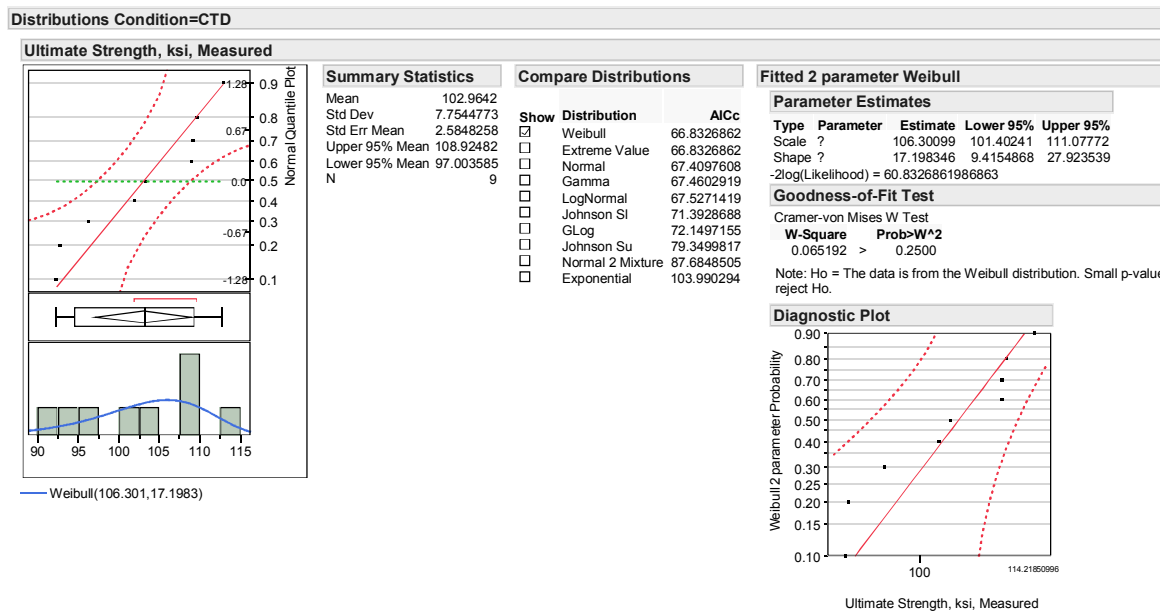 Distributions Condition=CTD
Ultimate Strength, ksi, Measured
1.28 0.9
0.8
0.67 0.7
0.6
0.0 0.5
0.4
0.3
-0.67 0.2
-1.28 0.1
Normal Quantile Plot
90 95 100 105 110 115
Weibull(106.301,17.1983)
Summary Statistics
Mean 102.9642
Std Dev 7.7544773
Std Err Mean 2.5848258
Upper 95% Mean 108.92482
Lower 95% Mean 97.003585
N 9
Compare Distributions
Show Distribution AICc
Weibull 66.8326862
Extreme Value 66.8326862
Normal 67.4097608
Gamma 67.4602919
LogNormal 67.5271419
Johnson Sl 71.3928688
GLog 72.1497155
Johnson Su 79.3499817
Normal 2 Mixture 87.6848505
Exponential 103.990294
Fitted 2 parameter Weibull
Parameter Estimates
Type Parameter Estimate Lower 95% Upper 95%
Scale ? 106.30099 101.40241 111.07772
Shape ? 17.198346 9.4154868 27.923539
-2log(Likelihood) = 60.8326861986863
Goodness-of-Fit Test
Cramer-von Mises W Test
W-Square Prob>W^2
0.065192 > 0.2500
Note: Ho = The data is from the Weibull distribution. Small p-value
reject Ho.
Diagnostic Plot
0.90
0.80
0.70
0.60
0.50
0.40
0.30
0.25
0.20
0.15
0.10
Weibull 2 parameter Probability
100 114.21850996
Ultimate Strength, ksi, Measured